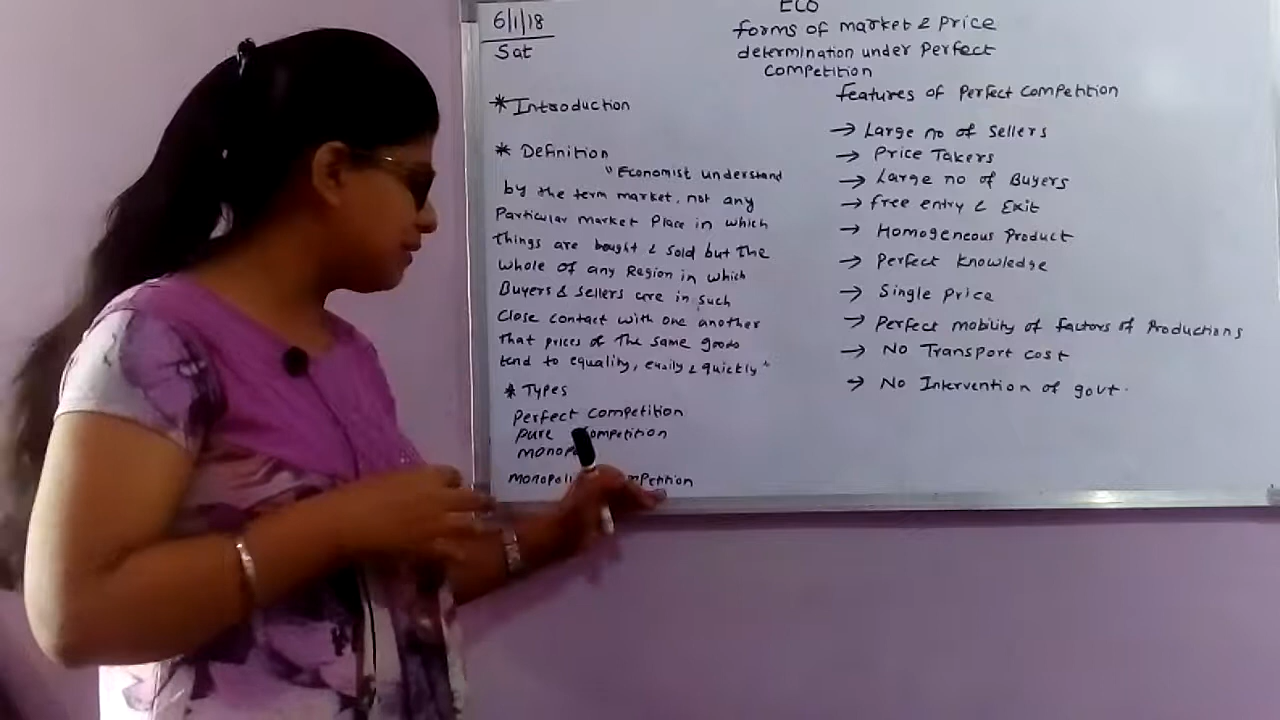 6/1/18
Sat
ECO
forms of market & Price
determination under Perfect
Competition
* Introduction
* Definition
"Economist understand
by the term market, not any
Particular market Place in which
things are bought & sold but the
whole of any Region in which
Buyers & Sellers are in such
Close contact with one another
that prices of the same goods
tend to equality, easily & quickly"
* Types
Perfect Competition
Pure Competition
Competition
features of Perfect Competition
→ Large no of Sellers
→ Price Takers
→ Large no of Buyers
→ free entry & Exit
→ Homogeneous Product
→ Perfect Knowledge
→ Single Price
→ Perfect mobility of factors of Productions
→ No Transport cost
→ No Intervention of govt.